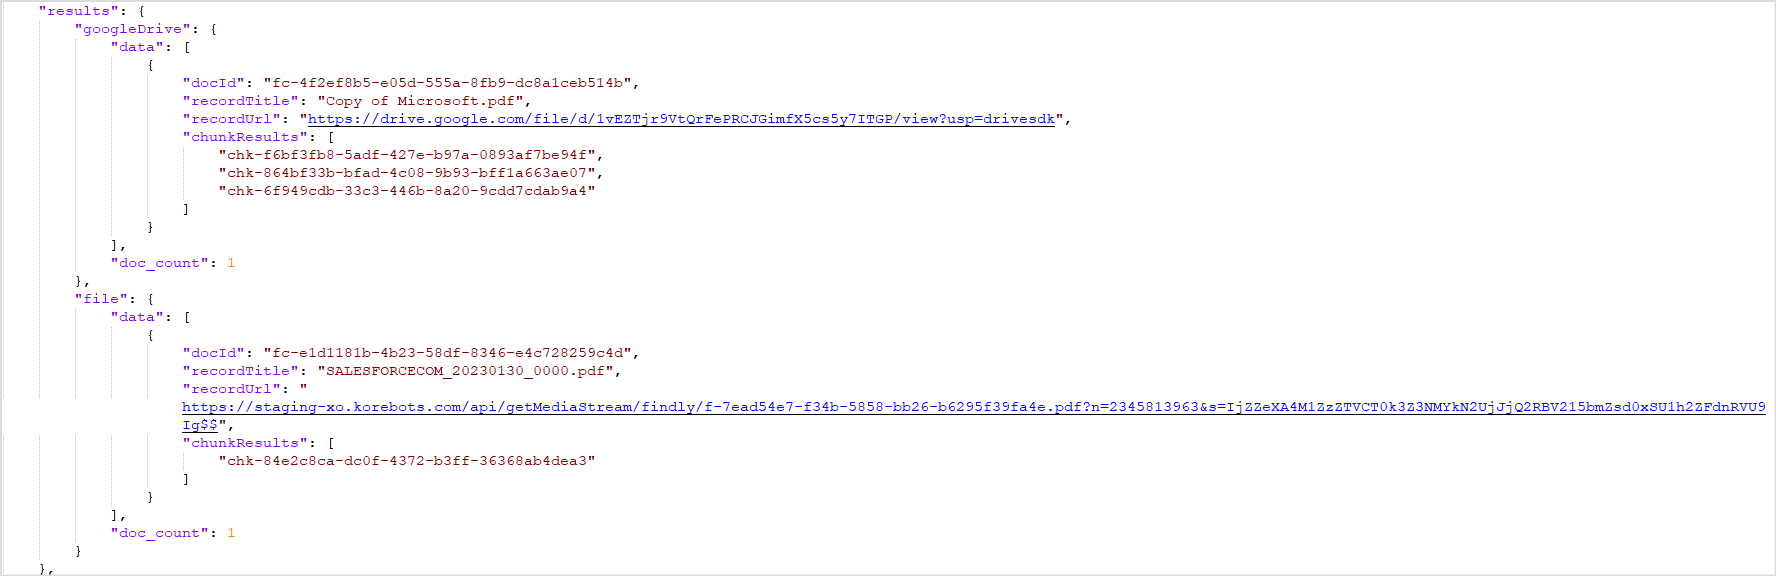 "results": {
"googleDrive": {
"data": [
{
"docId": "fc-4f2ef8b5-e05d-555a-8fb9-dc8a1ceb514b",
"recordTitle": "Copy of Microsoft.pdf",
"recordUrl": "https://drive.google.com/file/d/1vEZTjr9VtQrFePRCJGimfX5cs5y7ITGP/view?usp=drivesdk",
"chunkResults": [
"chk-f6bf3fb8-5adf-427e-b97a-0893af7be94f",
"chk-864bf33b-bfad-4c08-9b93-bff1a663ae07",
"chk-6f949cdb-33c3-446b-8a20-9cdd7cdab9a4"
]
}
],
"doc_count": 1
},
"file": {
"data": [
{
"docId": "fc-e1d1181b-4b23-58df-8346-e4c728259c4d",
"recordTitle": "SALESFORCECOM_20230130_0000.pdf",
"recordUrl": "
https://staging-xo.korebots.com/api/getMediaStream/findly/f-7ead54e7-f34b-5858-bb26-b6295f39fa4e.pdf?n=2345813963&s=IjZZeXA4M1ZzZTVCT0k3Z3NMYkN2UjJjQ2RBV215bmZsd0xSU1h2ZFdnRVU9
Ig$$",
"chunkResults": [
"chk-84e2c8ca-dc0f-4372-b3ff-36368ab4dea3"
]
}
],
"doc_count": 1
}
},